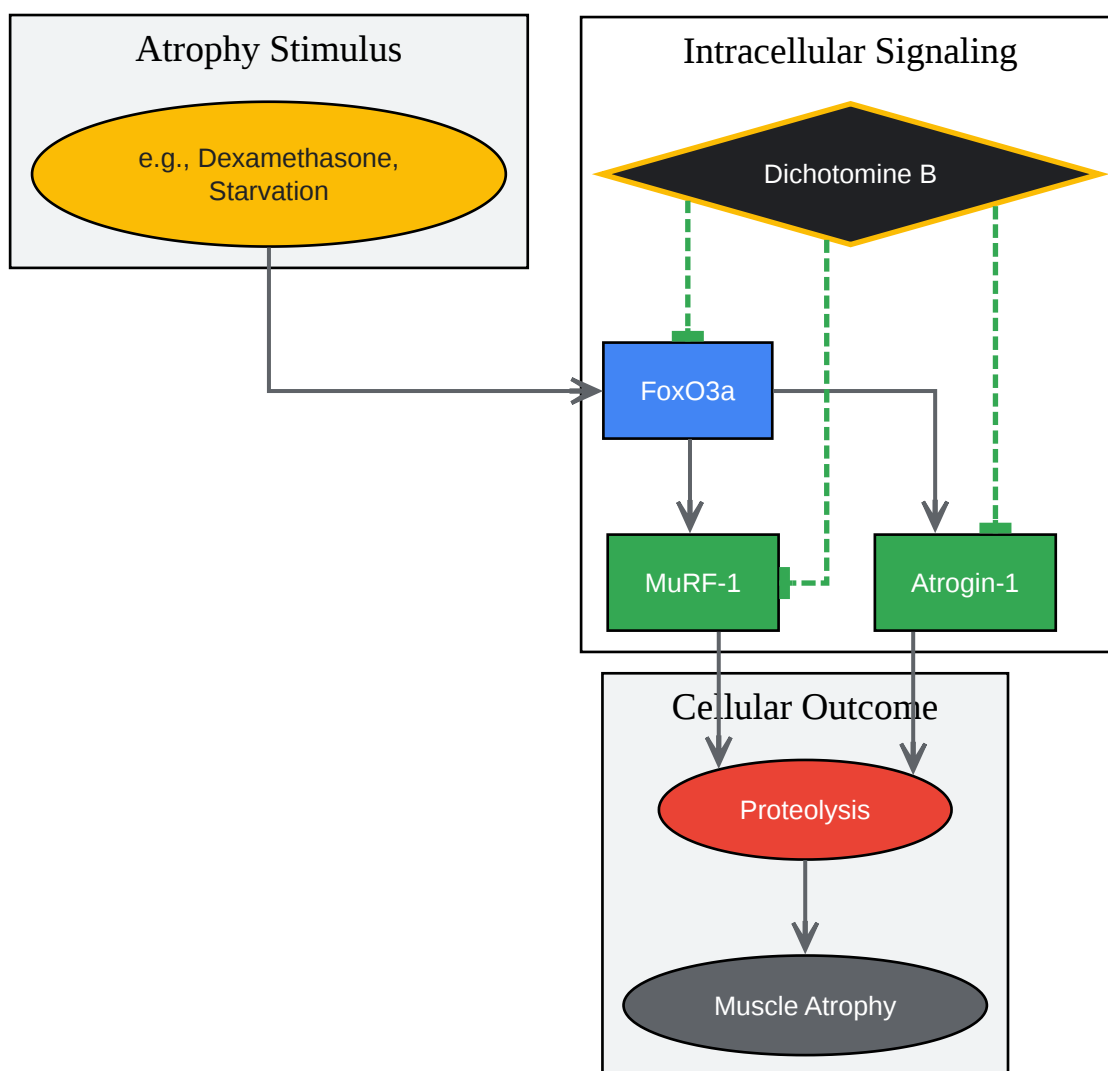 Atrophy Stimulus
e.g., Dexamethasone,
Starvation
Intracellular Signaling
Dichotomine B
FoxO3a
MuRF-1
Atrogin-1
Cellular Outcome
Proteolysis
Muscle Atrophy